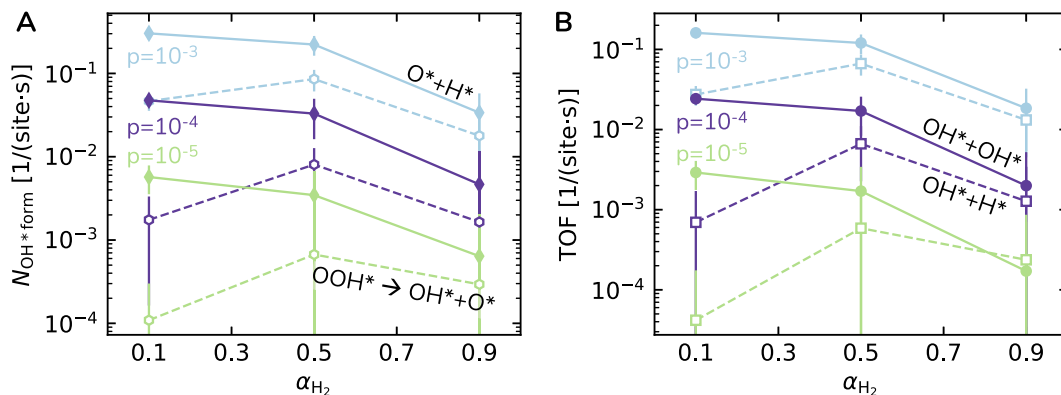 A
N_OH* form [1/(site·s)]
10⁻¹
10⁻²
10⁻³
10⁻⁴
p=10⁻³
p=10⁻⁴
p=10⁻⁵
O*+H*
OOH* → OH*+O*
0.1 0.3 0.5 0.7 0.9
α_H₂
B
TOF [1/(site·s)]
10⁻¹
10⁻²
10⁻³
10⁻⁴
p=10⁻³
p=10⁻⁴
p=10⁻⁵
OH*+OH*
OH*+H*
0.1 0.3 0.5 0.7 0.9
α_H₂